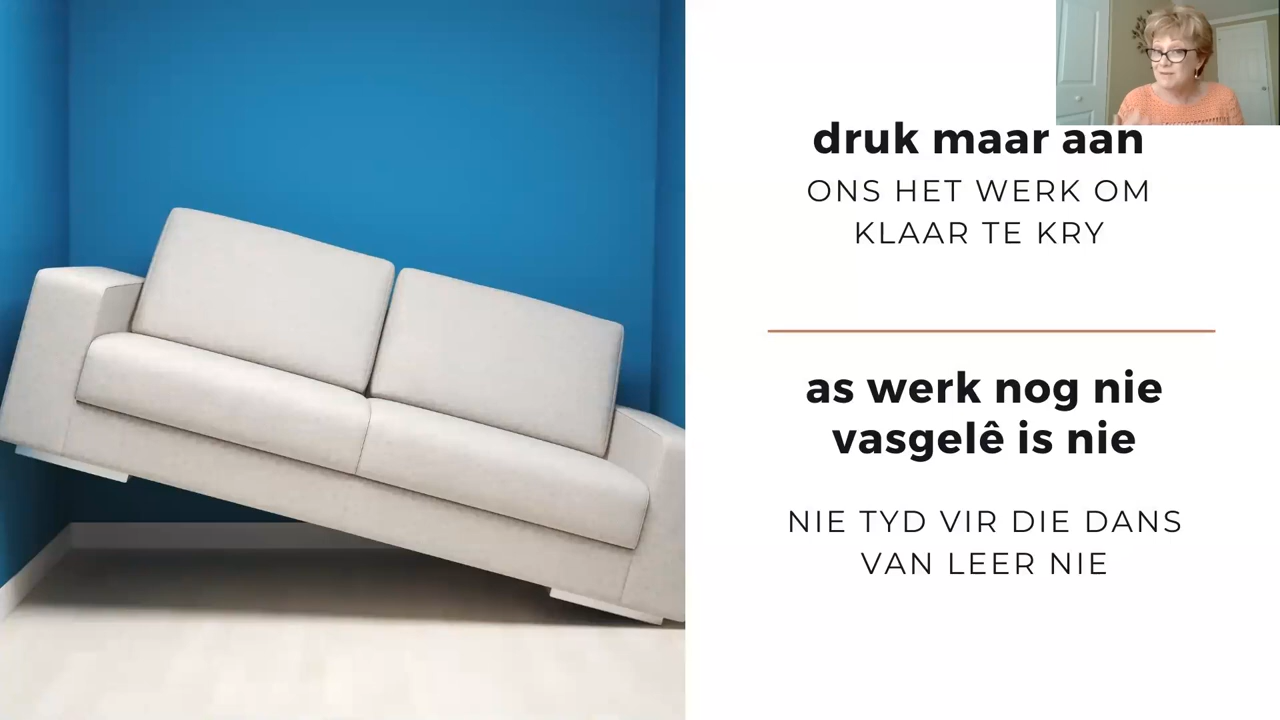 druk maar aan
ONS HET WERK OM
KLAAR TE KRY
as werk nog nie
vasgelê is nie
NIE TYD VIR DIE DANS
VAN LEER NIE